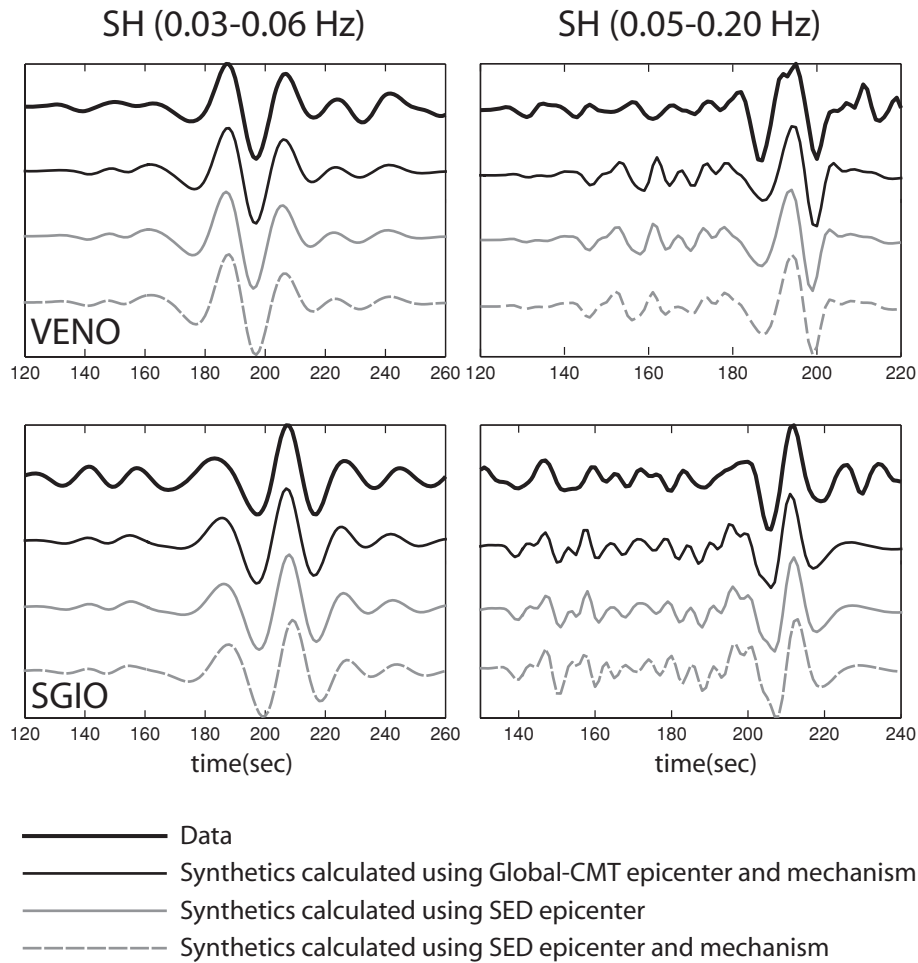 SH (0.03-0.06 Hz)
SH (0.05-0.20 Hz)
VENO
120 140 160 180 200 220 240 260
120 140 160 180 200 220
SGIO
120 140 160 180 200 220 240 260
140 160 180 200 220 240
time(sec)
time(sec)
Data
Synthetics calculated using Global-CMT epicenter and mechanism
Synthetics calculated using SED epicenter
Synthetics calculated using SED epicenter and mechanism